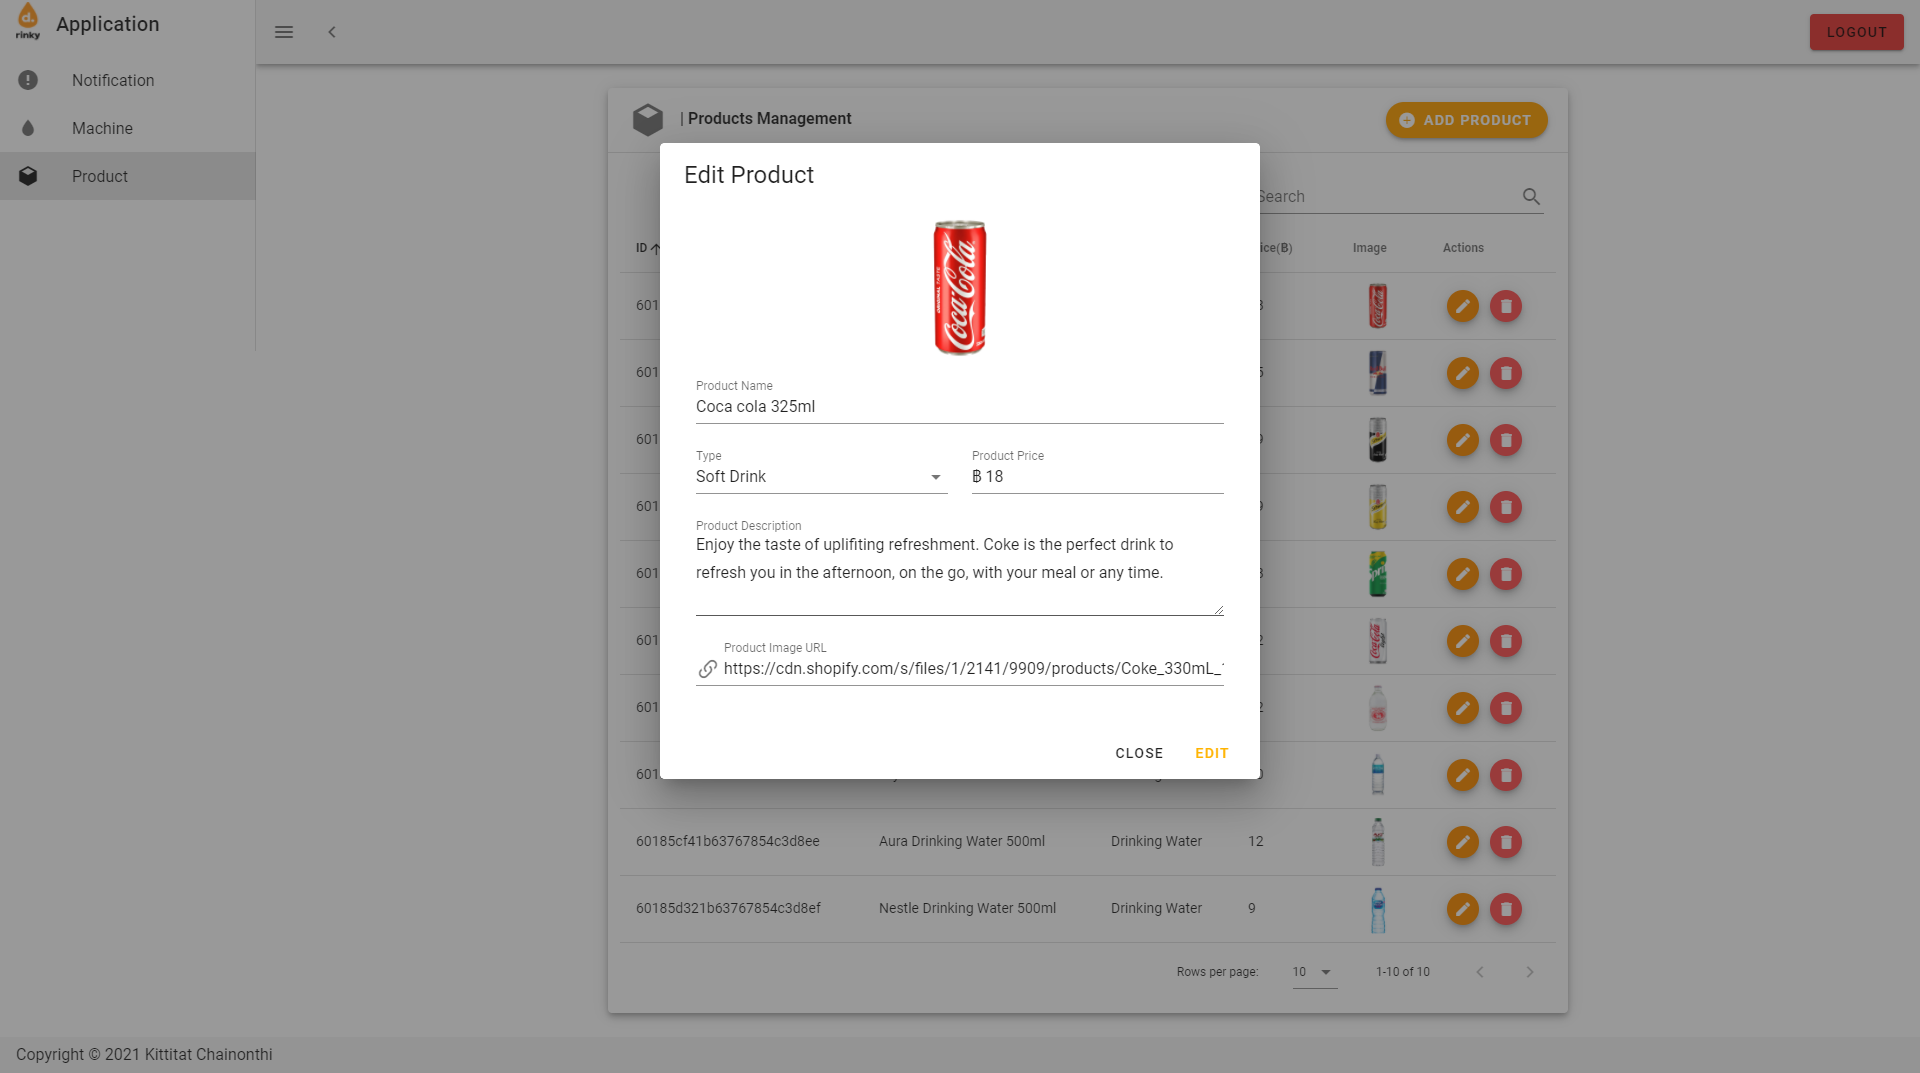 d.
rinky
Application
LOGOUT
Notification
Machine
Product
| Products Management
ADD PRODUCT
Search
ID
ice(B)
Image
Actions
Edit Product
ORIGINAL TASTE
Coca-Cola
Product Name
Coca cola 325ml
Type
Soft Drink
Product Price
฿ 18
Product Description
Enjoy the taste of uplifiting refreshment. Coke is the perfect drink to
refresh you in the afternoon, on the go, with your meal or any time.
Product Image URL
https://cdn.shopify.com/s/files/1/2141/9909/products/Coke_330mL_
CLOSE
EDIT
601
601
601
601
601
601
601
601
60185cf41b63767854c3d8ee
Aura Drinking Water 500ml
Drinking Water
12
60185d321b63767854c3d8ef
Nestle Drinking Water 500ml
Drinking Water
9
Rows per page:
10
1-10 of 10
Copyright © 2021 Kittitat Chainonthi